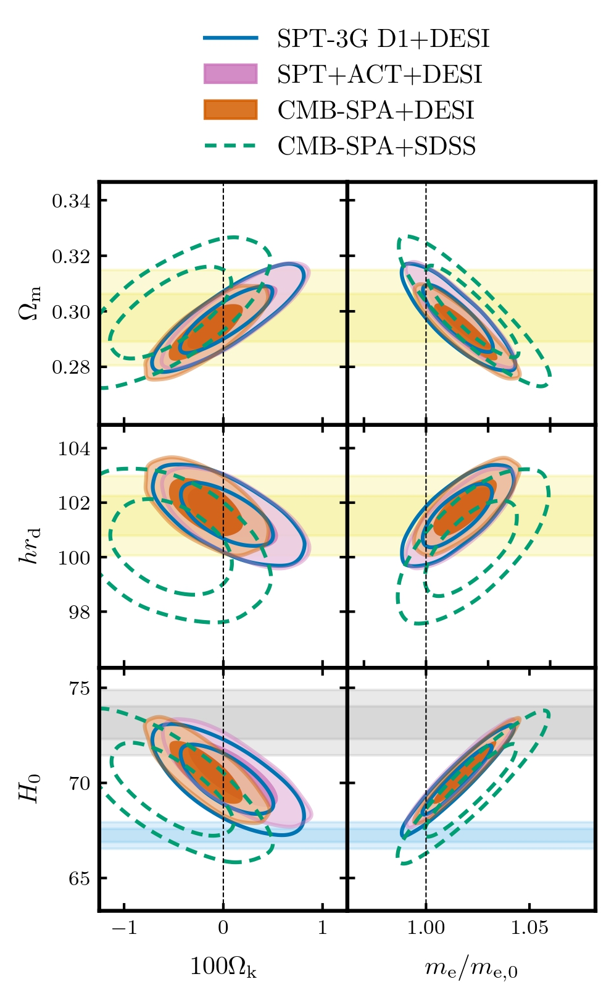 SPT-3G D1+DESI
SPT+ACT+DESI
CMB-SPA+DESI
CMB-SPA+SDSS
0.34
0.32
Ωₘ
0.30
0.28
104
102
hr_d
100
98
75
H₀
70
65
−1 0 1 1.00 1.05
100Ωₖ mₑ/mₑ,₀